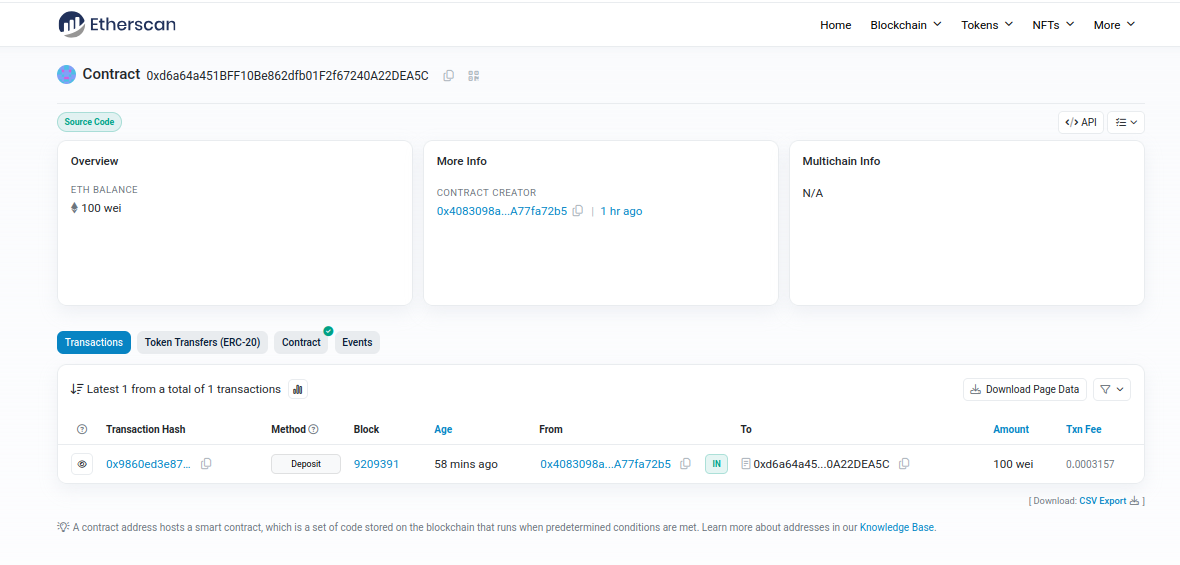 Etherscan
Home Blockchain Tokens NFTs More
Contract 0xd6a64a451BFF10Be862dfb01F2f67240A22DEA5C
Source Code
</> API
Overview
ETH BALANCE
100 wei
More Info
CONTRACT CREATOR
0x4083098a...A77fa72b5 | 1 hr ago
Multichain Info
N/A
Transactions Token Transfers (ERC-20) Contract Events
Latest 1 from a total of 1 transactions
Download Page Data
Transaction Hash Method Block Age From To Amount Txn Fee
0x9860ed3e87... Deposit 9209391 58 mins ago 0x4083098a...A77fa72b5 IN 0xd6a64a45...0A22DEA5C 100 wei 0.0003157
[ Download: CSV Export ]
A contract address hosts a smart contract, which is a set of code stored on the blockchain that runs when predetermined conditions are met. Learn more about addresses in our Knowledge Base.